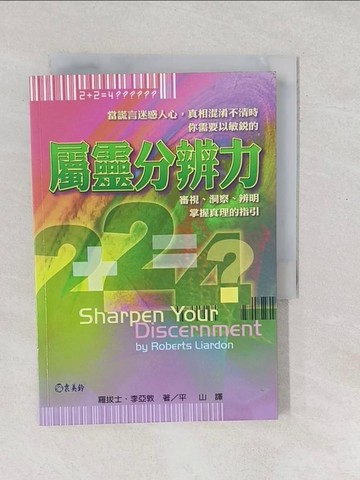 2+2=4??????
當謊言迷惑人心，真相混淆不清時
你需要以敏銳的
屬靈分辨力
審視、洞察、辨明
掌握真理的指引
2+2=4?
Sharpen Your
Discernment
by Roberts Liardon
羅拔士·李亞敦 著／平 山 譯
袁美鈴